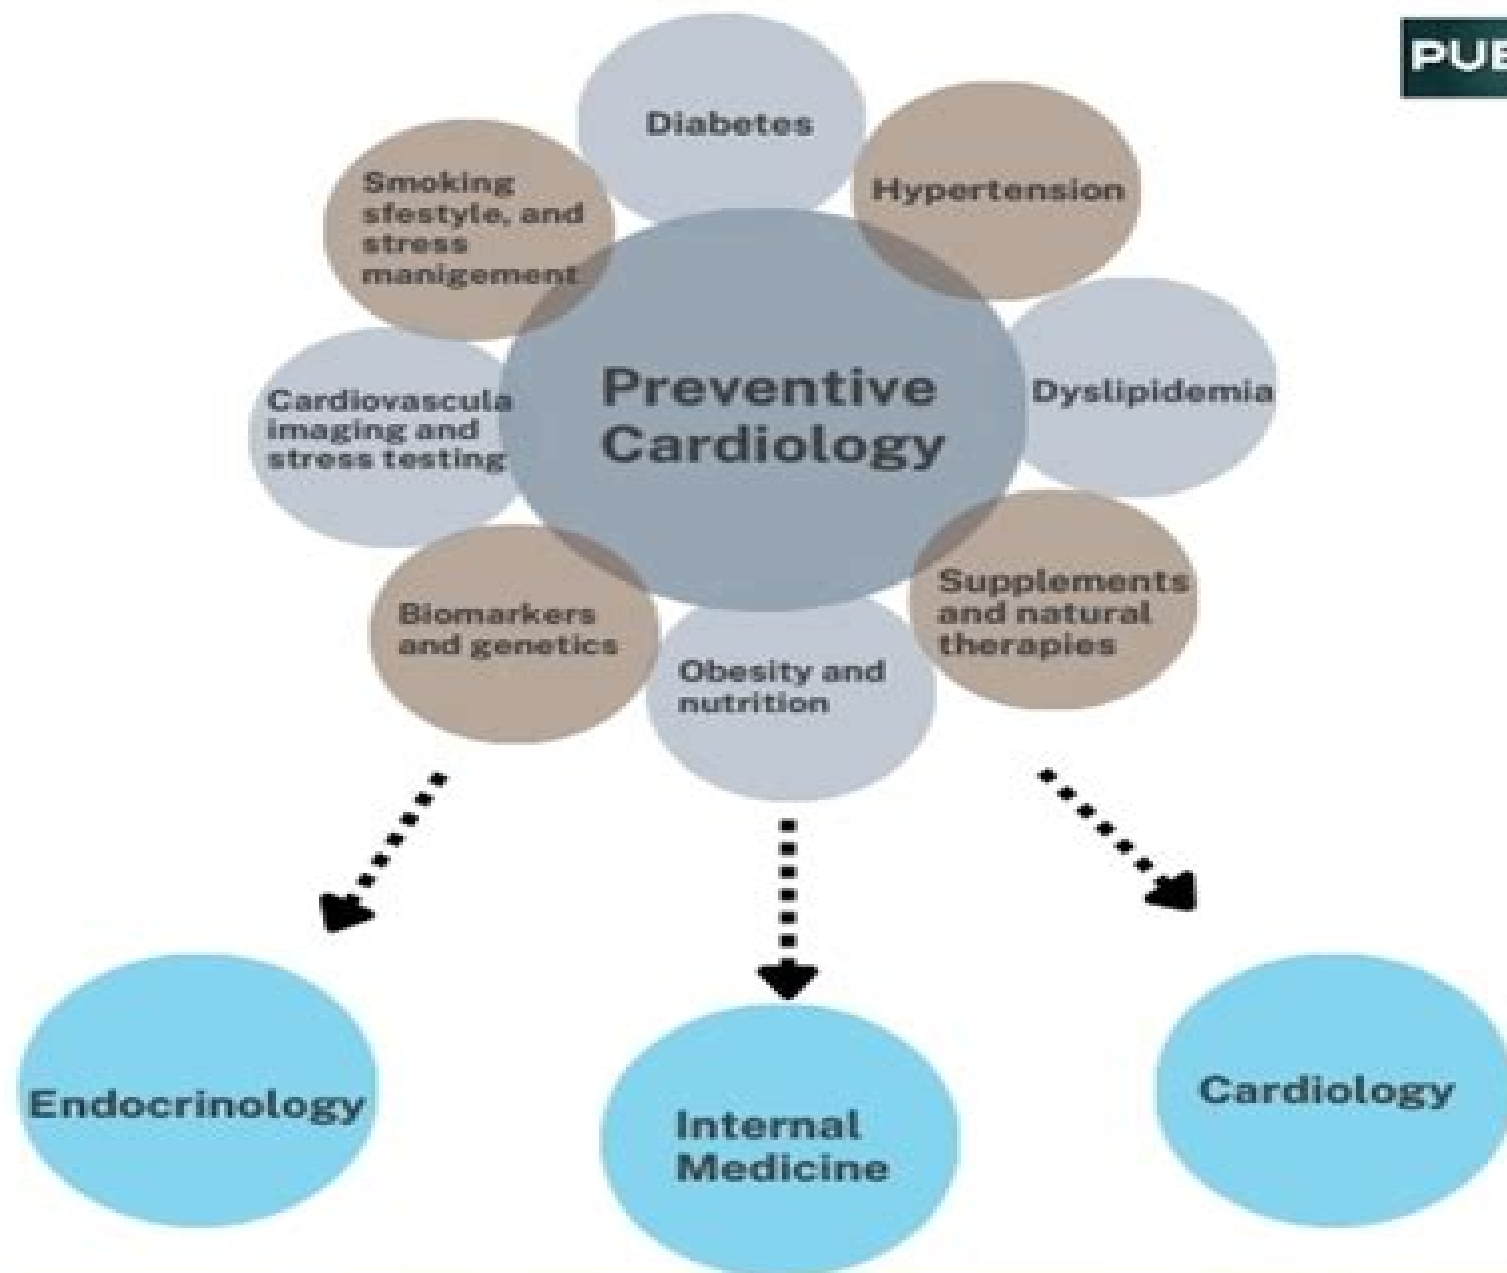 PUB
Diabetes
Hypertension
Smoking
sfestyle, and
stress
manigement
Preventive
Cardiology
Dyslipidemia
Cardiovascula
imaging and
stress testing
Supplements
and natural
therapies
Biomarkers
and genetics
Obesity and
nutrition
Endocrinology
Internal
Medicine
Cardiology